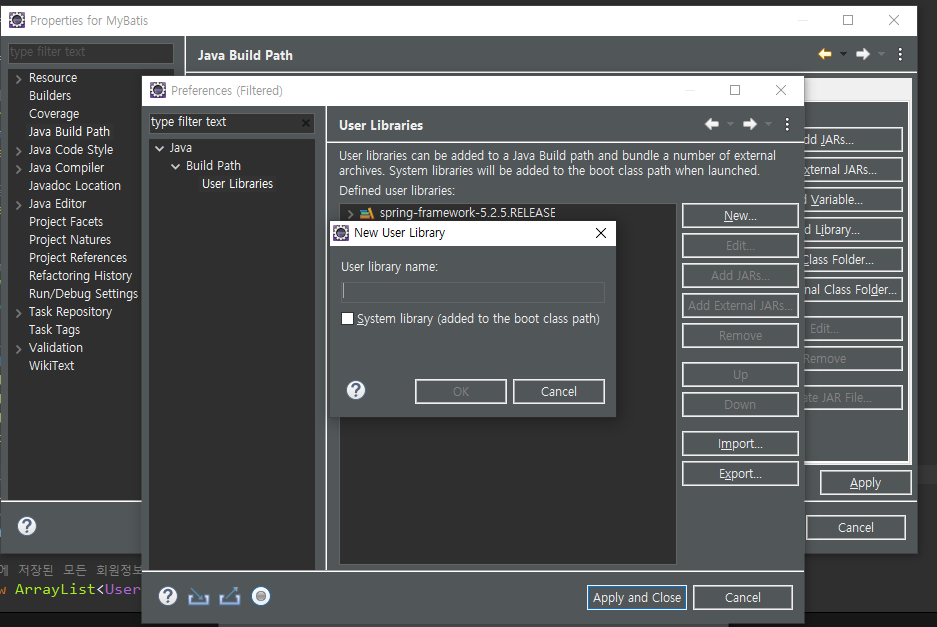 Properties for MyBatis
type filter text
Java Build Path
Resource
Builders
Coverage
Java Build Path
Java Code Style
Java Compiler
Javadoc Location
Java Editor
Project Facets
Project Natures
Project References
Refactoring History
Run/Debug Settings
Task Repository
Task Tags
Validation
WikiText
dd JARs...
xternal JARs...
Variable...
d Library...
Class Folder...
nal Class Folder...
Edit...
Remove
ate JAR File...
Apply
Cancel
Preferences (Filtered)
type filter text
Java
Build Path
User Libraries
User Libraries
User libraries can be added to a Java Build path and bundle a number of external
archives. System libraries will be added to the boot class path when launched.
Defined user libraries:
spring-framework-5.2.5.RELEASE
New...
Edit...
Add JARs...
Add External JARs...
Remove
Up
Down
Import...
Export...
New User Library
User library name:
System library (added to the boot class path)
OK
Cancel
Apply and Close
Cancel
에 저장된 모든 회원정보
w ArrayList<User